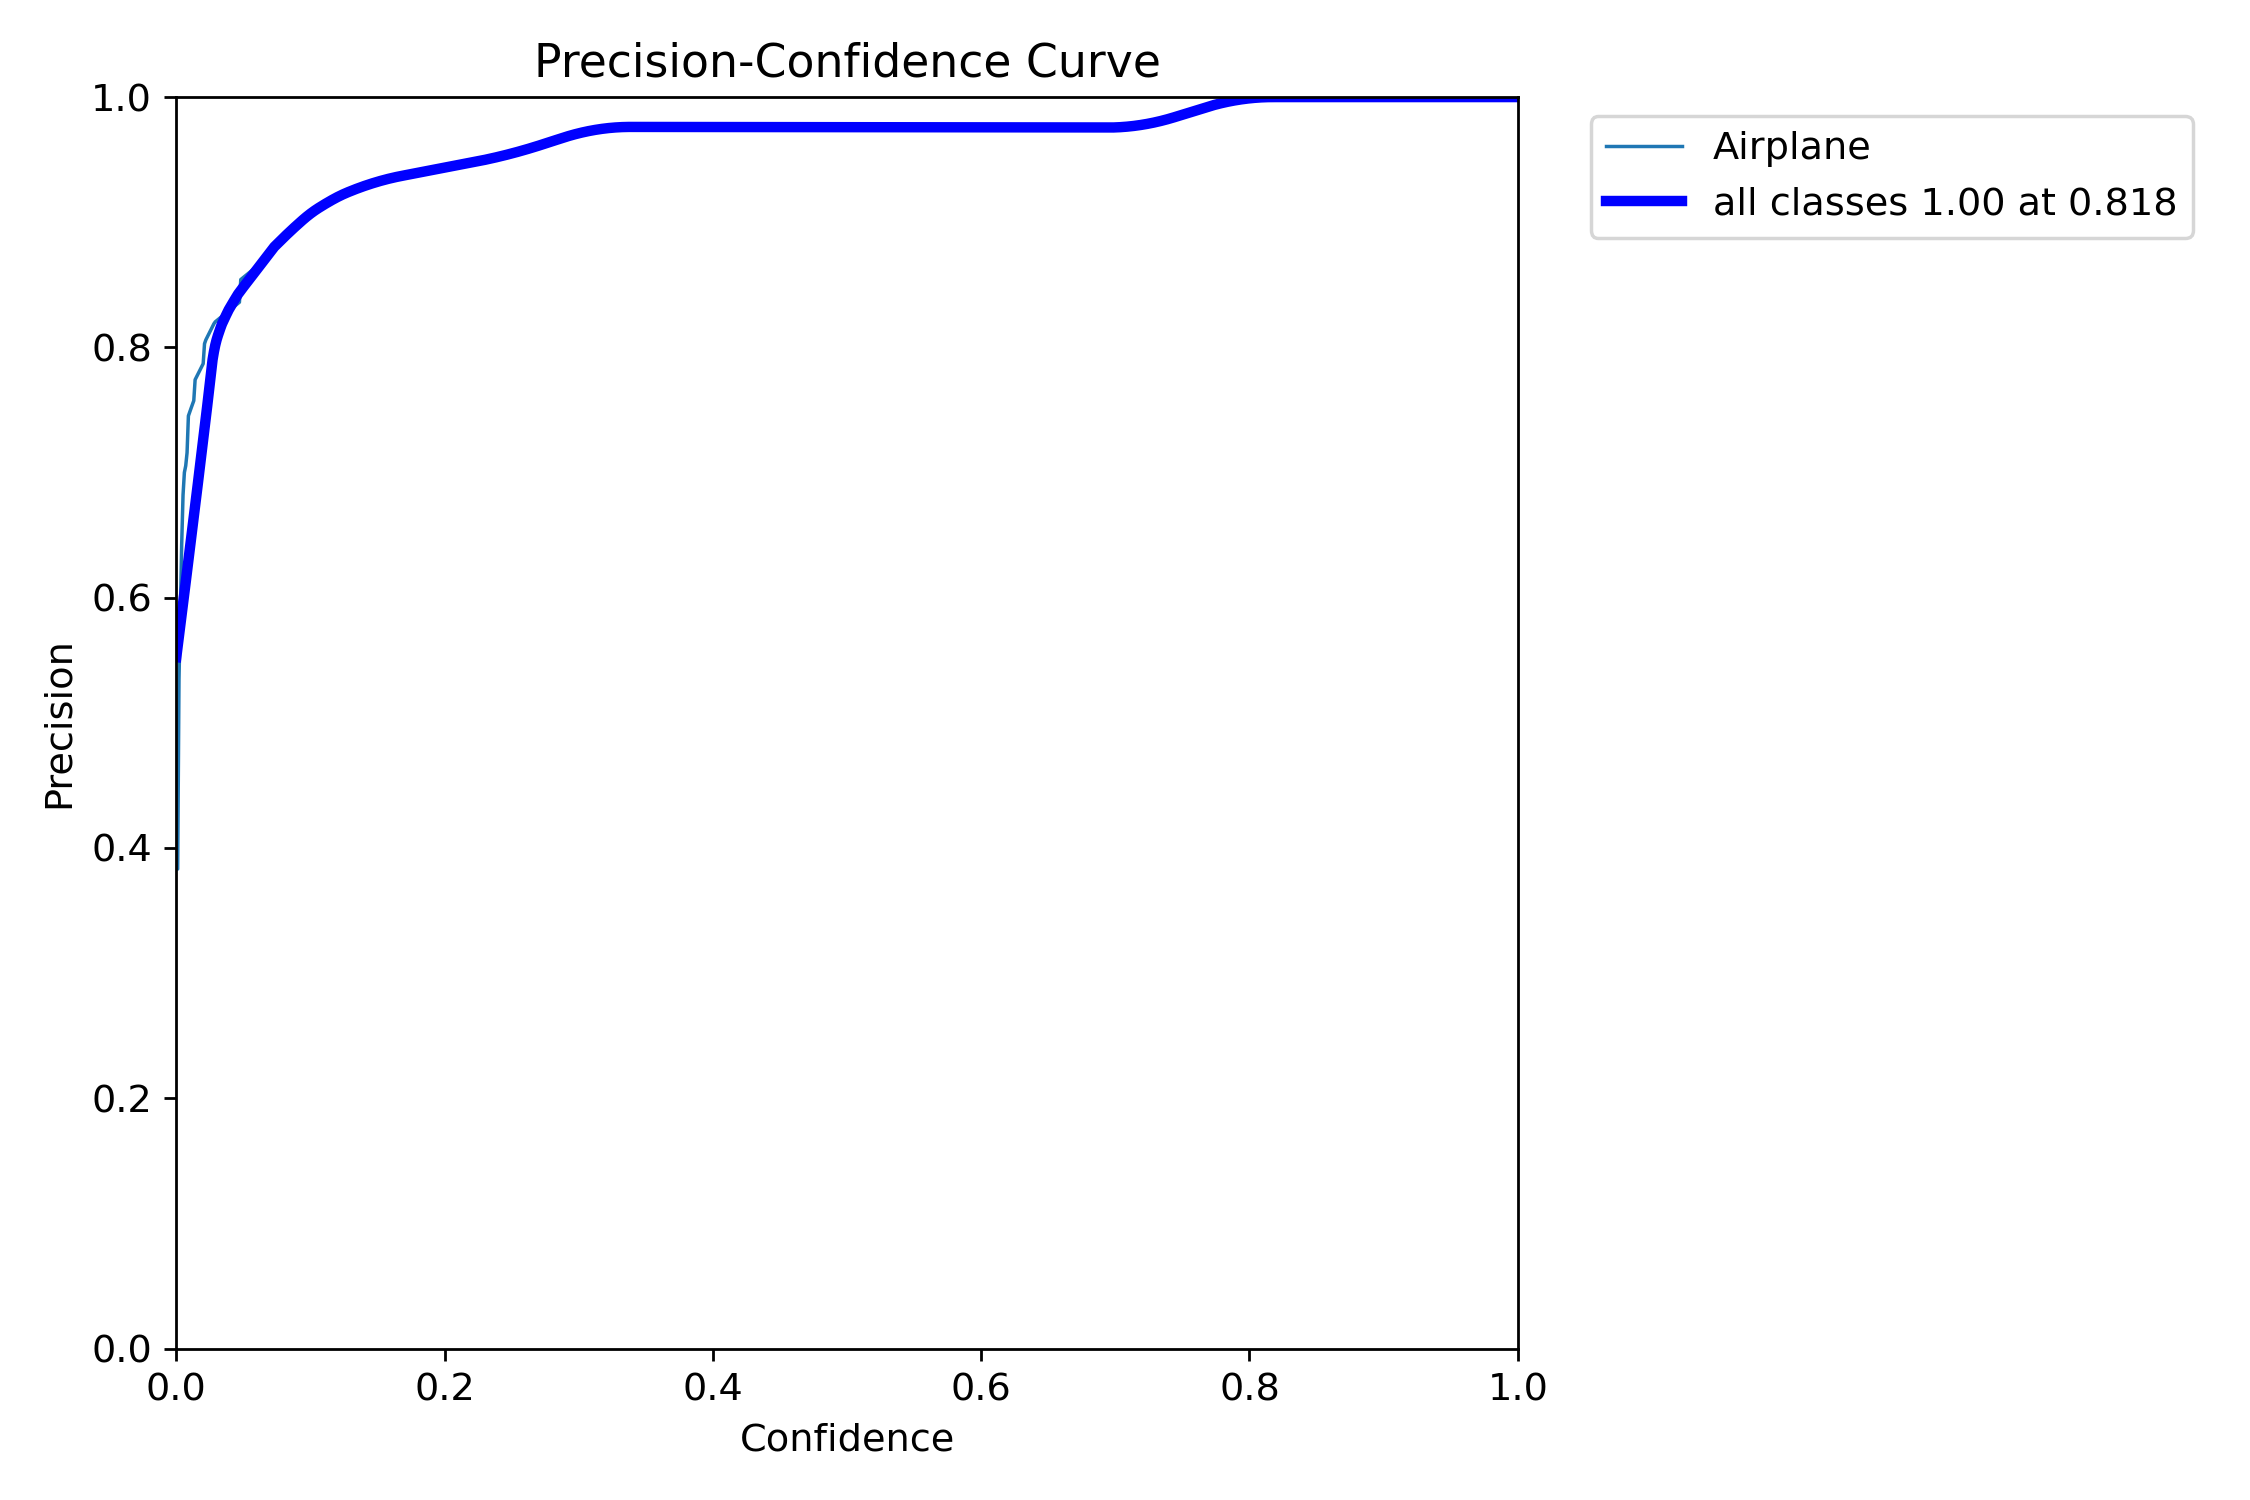 Precision-Confidence Curve
Airplane
all classes 1.00 at 0.818
Precision
1.0
0.8
0.6
0.4
0.2
0.0
0.0 0.2 0.4 0.6 0.8 1.0
Confidence